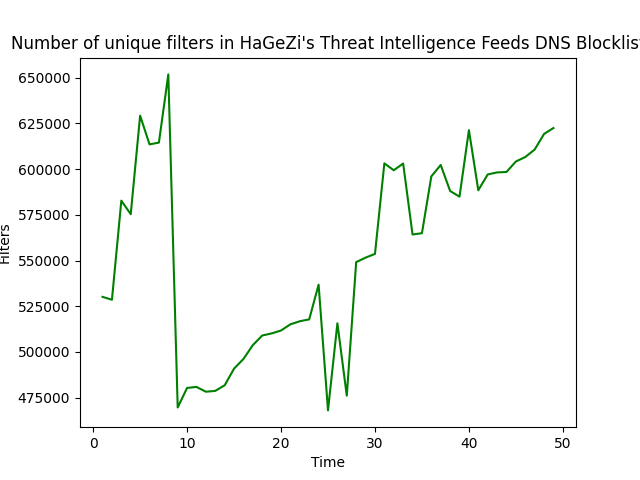 Number of unique filters in HaGeZi's Threat Intelligence Feeds DNS Blocklist
650000
625000
600000
575000
550000
525000
500000
475000
Filters
0 10 20 30 40 50
Time